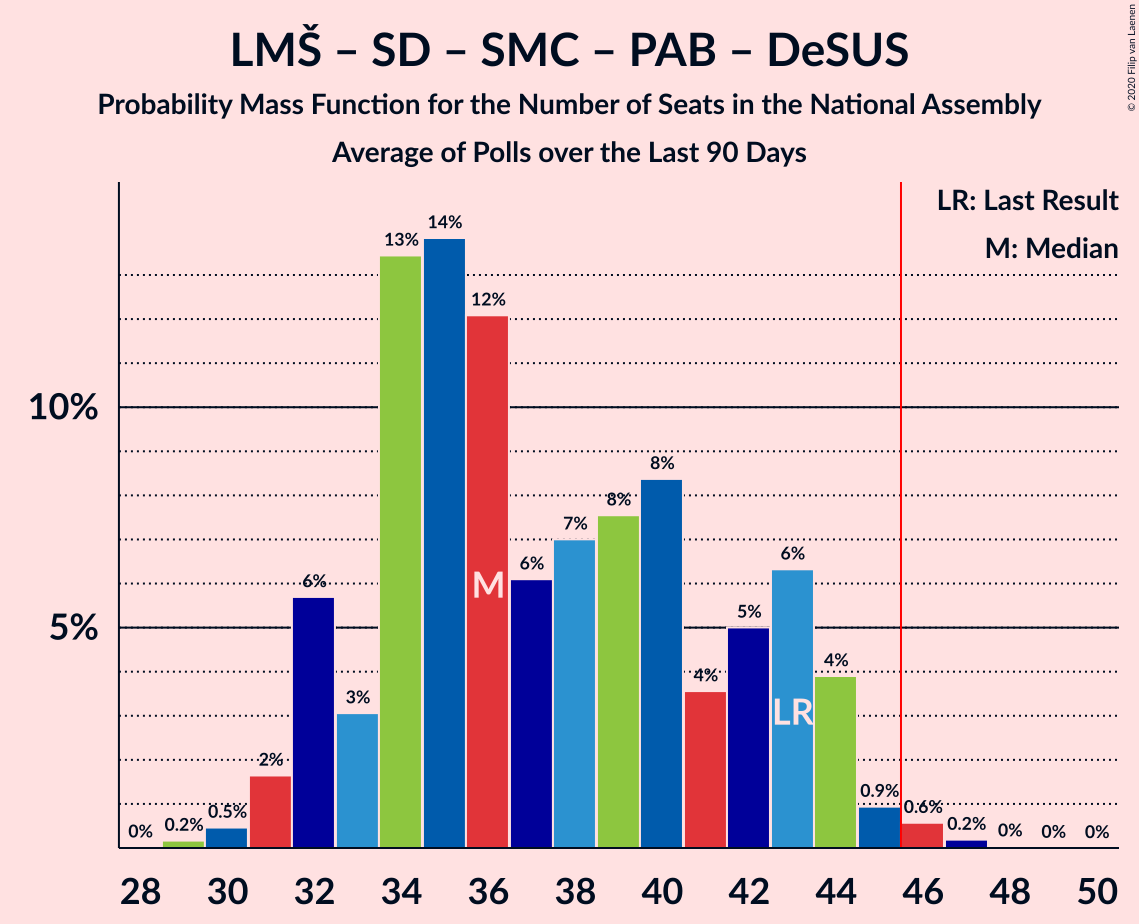 LMŠ – SD – SMC – PAB – DeSUS
Probability Mass Function for the Number of Seats in the National Assembly
Average of Polls over the Last 90 Days
© 2020 Filip van Laenen
LR: Last Result
M: Median
10%
5%
0%
0.2%
0.5%
2%
6%
3%
13%
14%
12%
6%
7%
8%
8%
4%
5%
6%
4%
0.9%
0.6%
0.2%
0%
0%
0%
M
LR
28 30 32 34 36 38 40 42 44 46 48 50